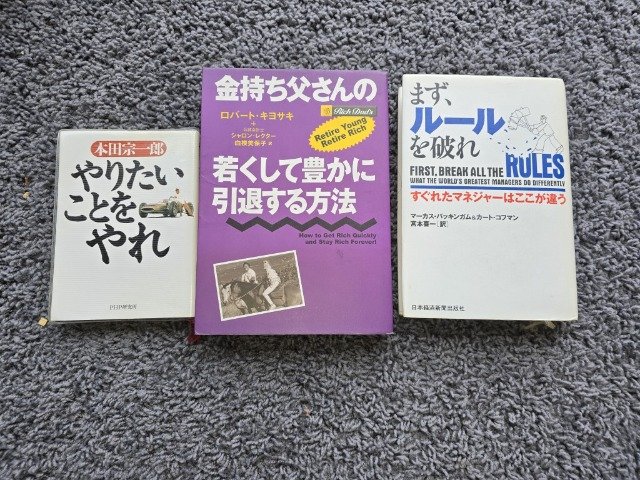 本田宗一郎
やりたい
ことを
やれ
PHP研究所
金持ち父さんの
ロバート・キヨサキ
シャロン・レクター
白根美保子 訳
Rich Dad's
Retire Young
Retire Rich
若くして豊かに
引退する方法
How to Get Rich Quickly
and Stay Rich Forever!
まず、
ルール
を破れ
FIRST, BREAK ALL THE RULES
WHAT THE WORLD'S GREATEST MANAGERS DO DIFFERENTLY
すぐれたマネジャーはここが違う
マーカス・バッキンガム&カート・コフマン
宮本喜一[訳]
日本経済新聞出版社